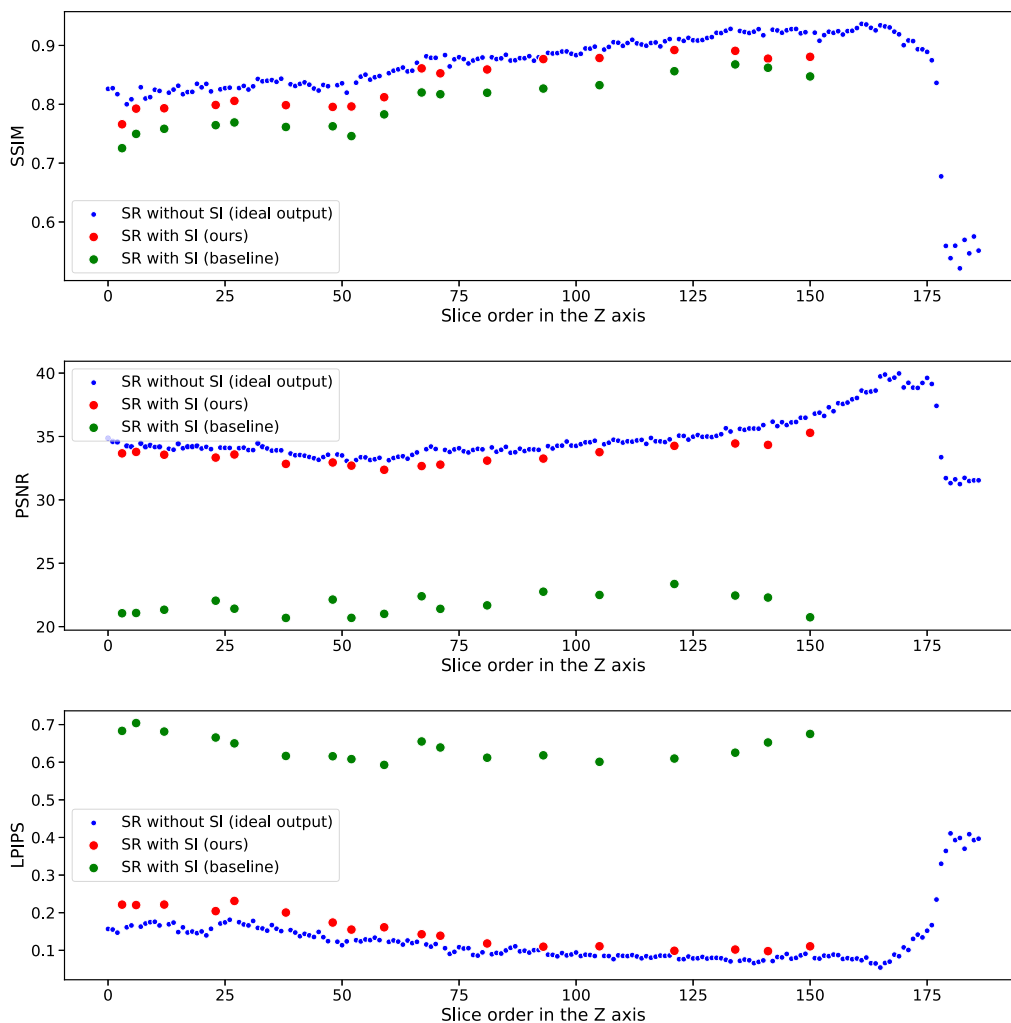 0.9
0.8
0.7
0.6
SSIM
SR without SI (ideal output)
SR with SI (ours)
SR with SI (baseline)
0 25 50 75 100 125 150 175
Slice order in the Z axis
40
35
30
25
20
PSNR
SR without SI (ideal output)
SR with SI (ours)
SR with SI (baseline)
0 25 50 75 100 125 150 175
Slice order in the Z axis
0.7
0.6
0.5
0.4
0.3
0.2
0.1
LPIPS
SR without SI (ideal output)
SR with SI (ours)
SR with SI (baseline)
0 25 50 75 100 125 150 175
Slice order in the Z axis